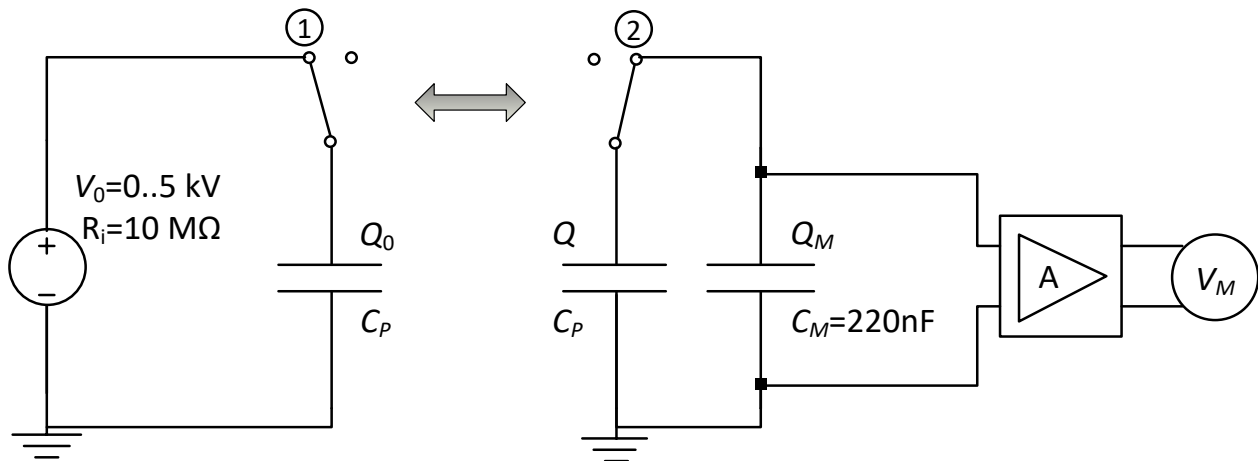 1
2
V0=0..5 kV
Ri=10 MΩ
+
−
Q0
CP
Q
CP
QM
CM=220nF
A
VM